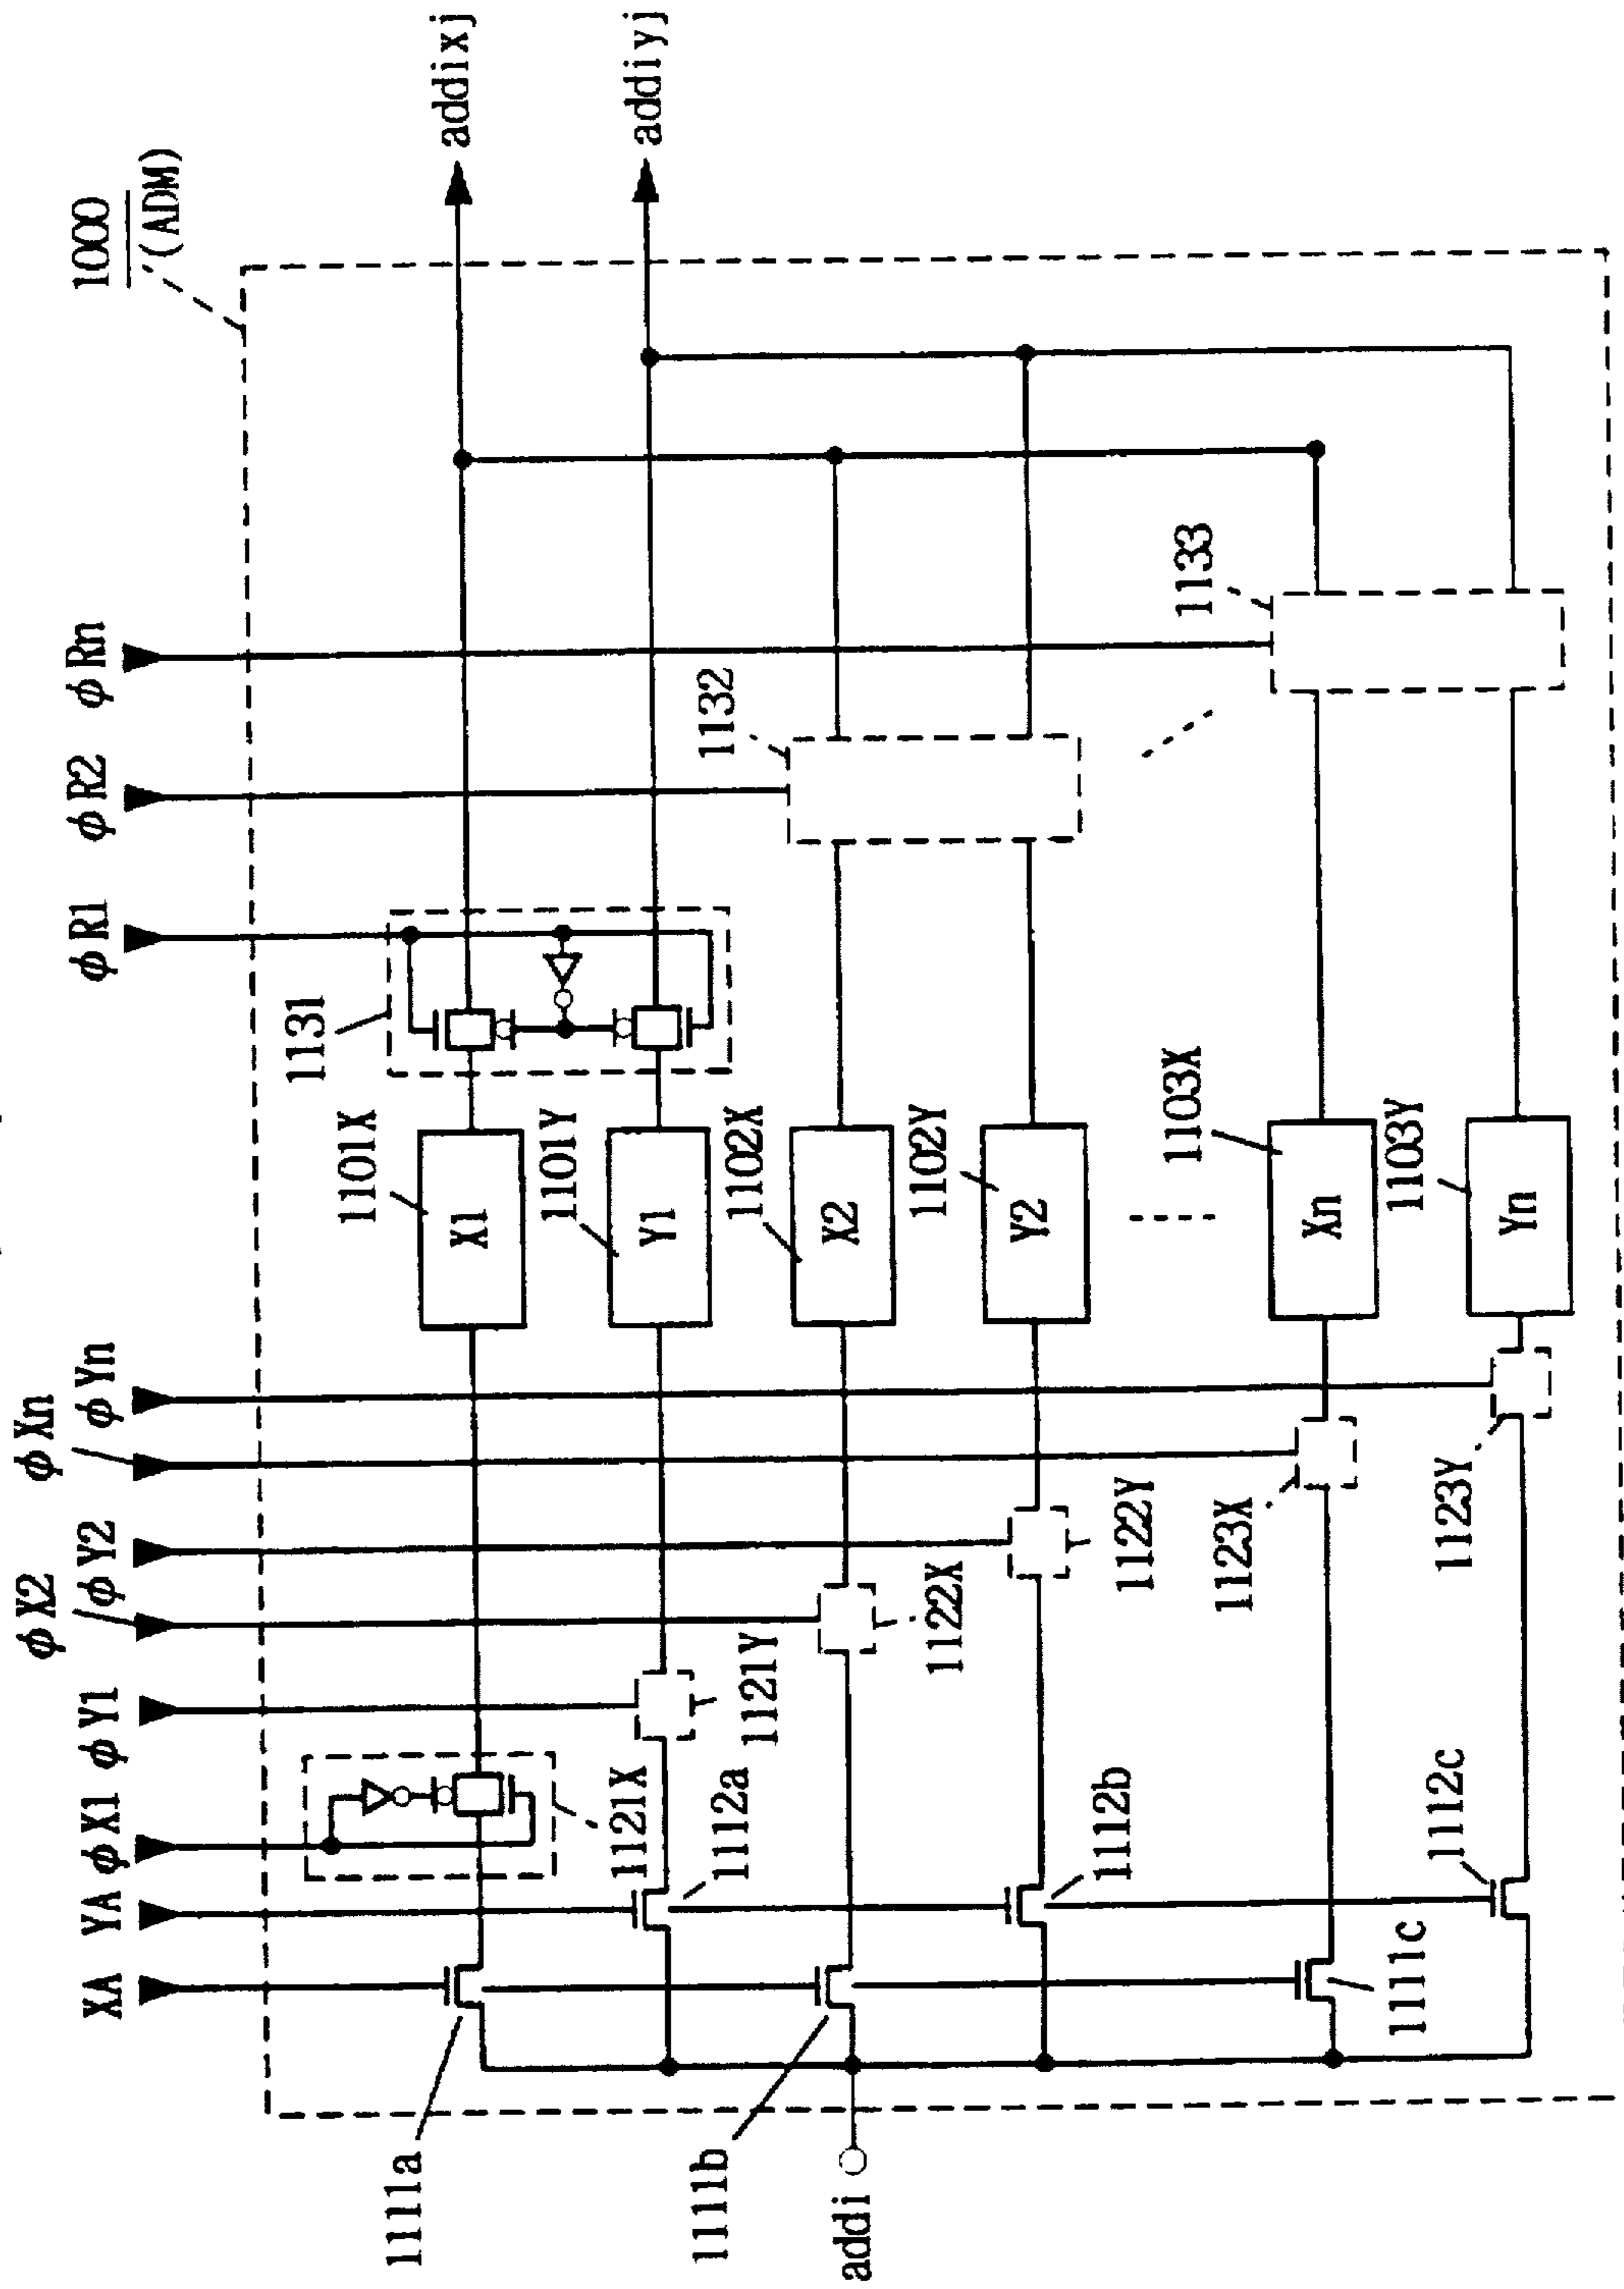 1000
(ADM)
XA
YA
φX1
φY1
φX2
φY2
φXn
φYn
φR1
φR2
φRn
addixj
addiyj
1111a
1121X
X1
1101X
1131
1112a
1121Y
Y1
1101Y
1111b
1122X
X2
1102X
1132
addi
1112b
1122Y
Y2
1102Y
1111c
1123X
Xn
1103X
1133
1112c
1123Y
Yn
1103Y